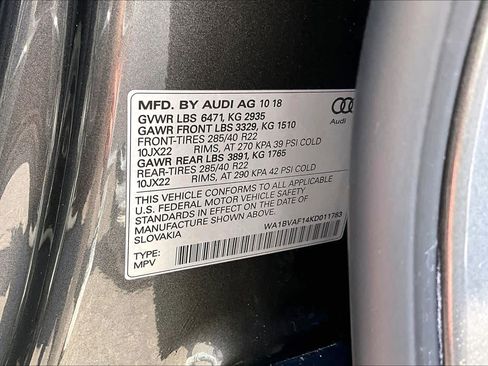 MFD. BY AUDI AG 10 18
GVWR LBS 6471, KG 2935
GAWR FRONT LBS 3329, KG 1510
FRONT-TIRES 285/40 R22
10JX22 RIMS, AT 270 KPA 39 PSI COLD
GAWR REAR LBS 3891, KG 1765
REAR-TIRES 285/40 R22
10JX22 RIMS, AT 290 KPA 42 PSI COLD
THIS VEHICLE CONFORMS TO ALL APPLICABLE
U.S. FEDERAL MOTOR VEHICLE SAFETY
STANDARDS IN EFFECT ON THE DATE OF
MANUFACTURE SHOWN ABOVE.
SLOVAKIA
WA1BVAF14KD011783
TYPE:
MPV
Audi